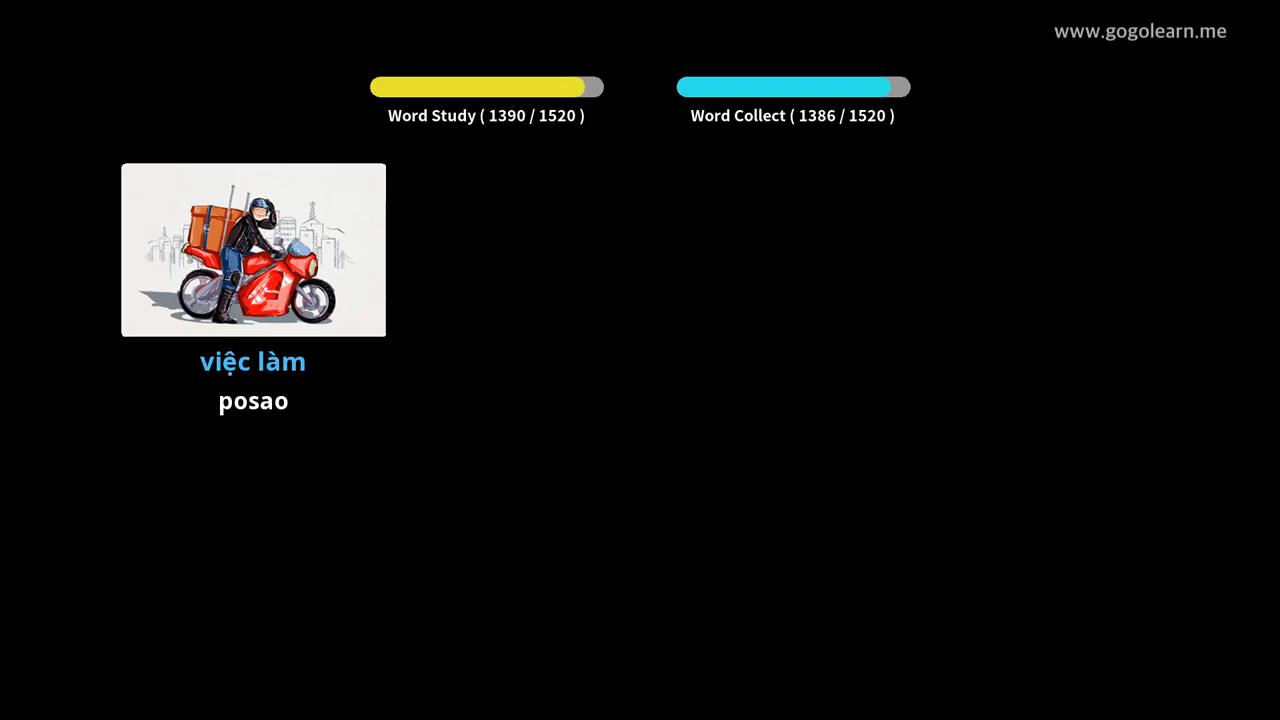 www.gogolearn.me
Word Study ( 1390 / 1520 )
Word Collect ( 1386 / 1520 )
việc làm
posao